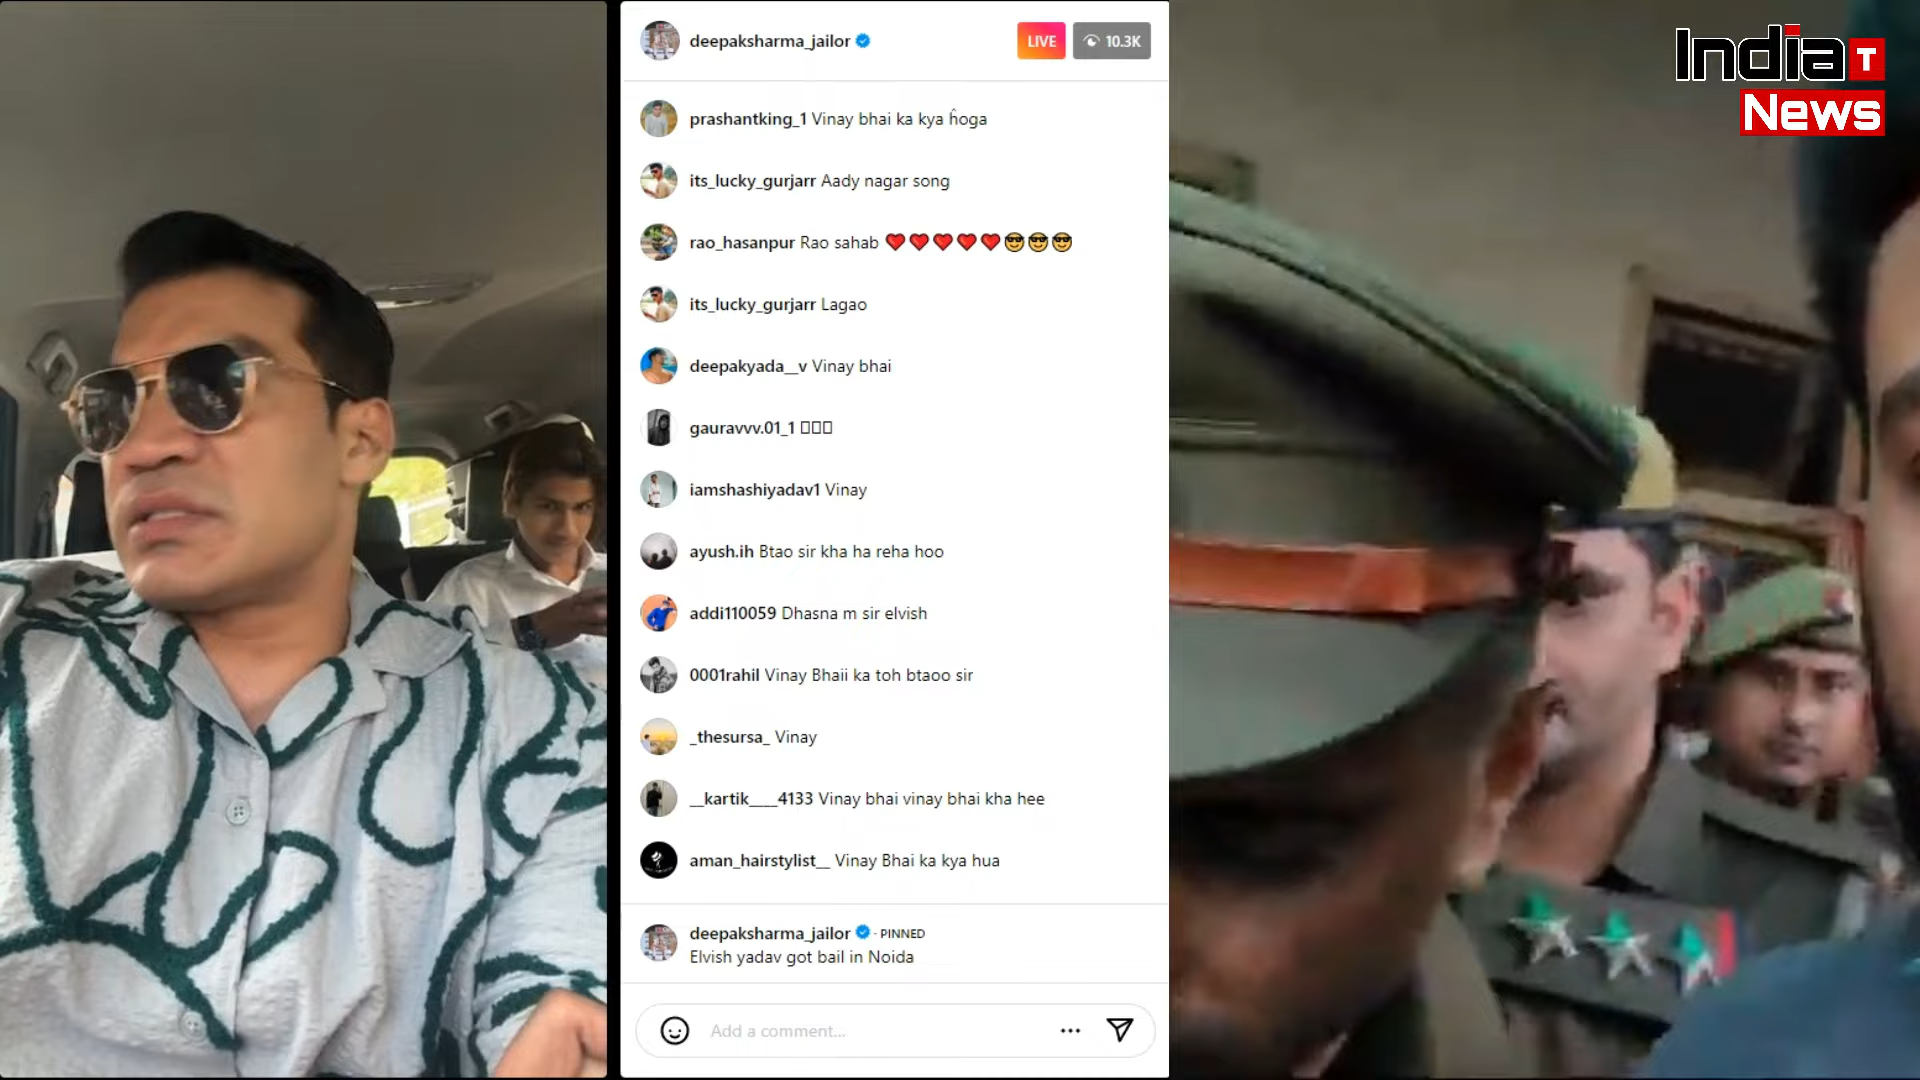 deepaksharma_jailor
LIVE
10.3K
India T
News
prashantking_1 Vinay bhai ka kya ĥoga
its_lucky_gurjarr Aady nagar song
rao_hasanpur Rao sahab ❤️❤️❤️❤️❤️😎😎😎
its_lucky_gurjarr Lagao
deepakyada__v Vinay bhai
gauravvv.01_1 □□□
iamshashiyadav1 Vinay
ayush.ih Btao sir kha ha reha hoo
addi110059 Dhasna m sir elvish
0001rahil Vinay Bhaii ka toh btaoo sir
_thesursa_ Vinay
__kartik____4133 Vinay bhai vinay bhai kha hee
aman_hairstylist__ Vinay Bhai ka kya hua
deepaksharma_jailor · PINNED
Elvish yadav got bail in Noida
Add a comment...